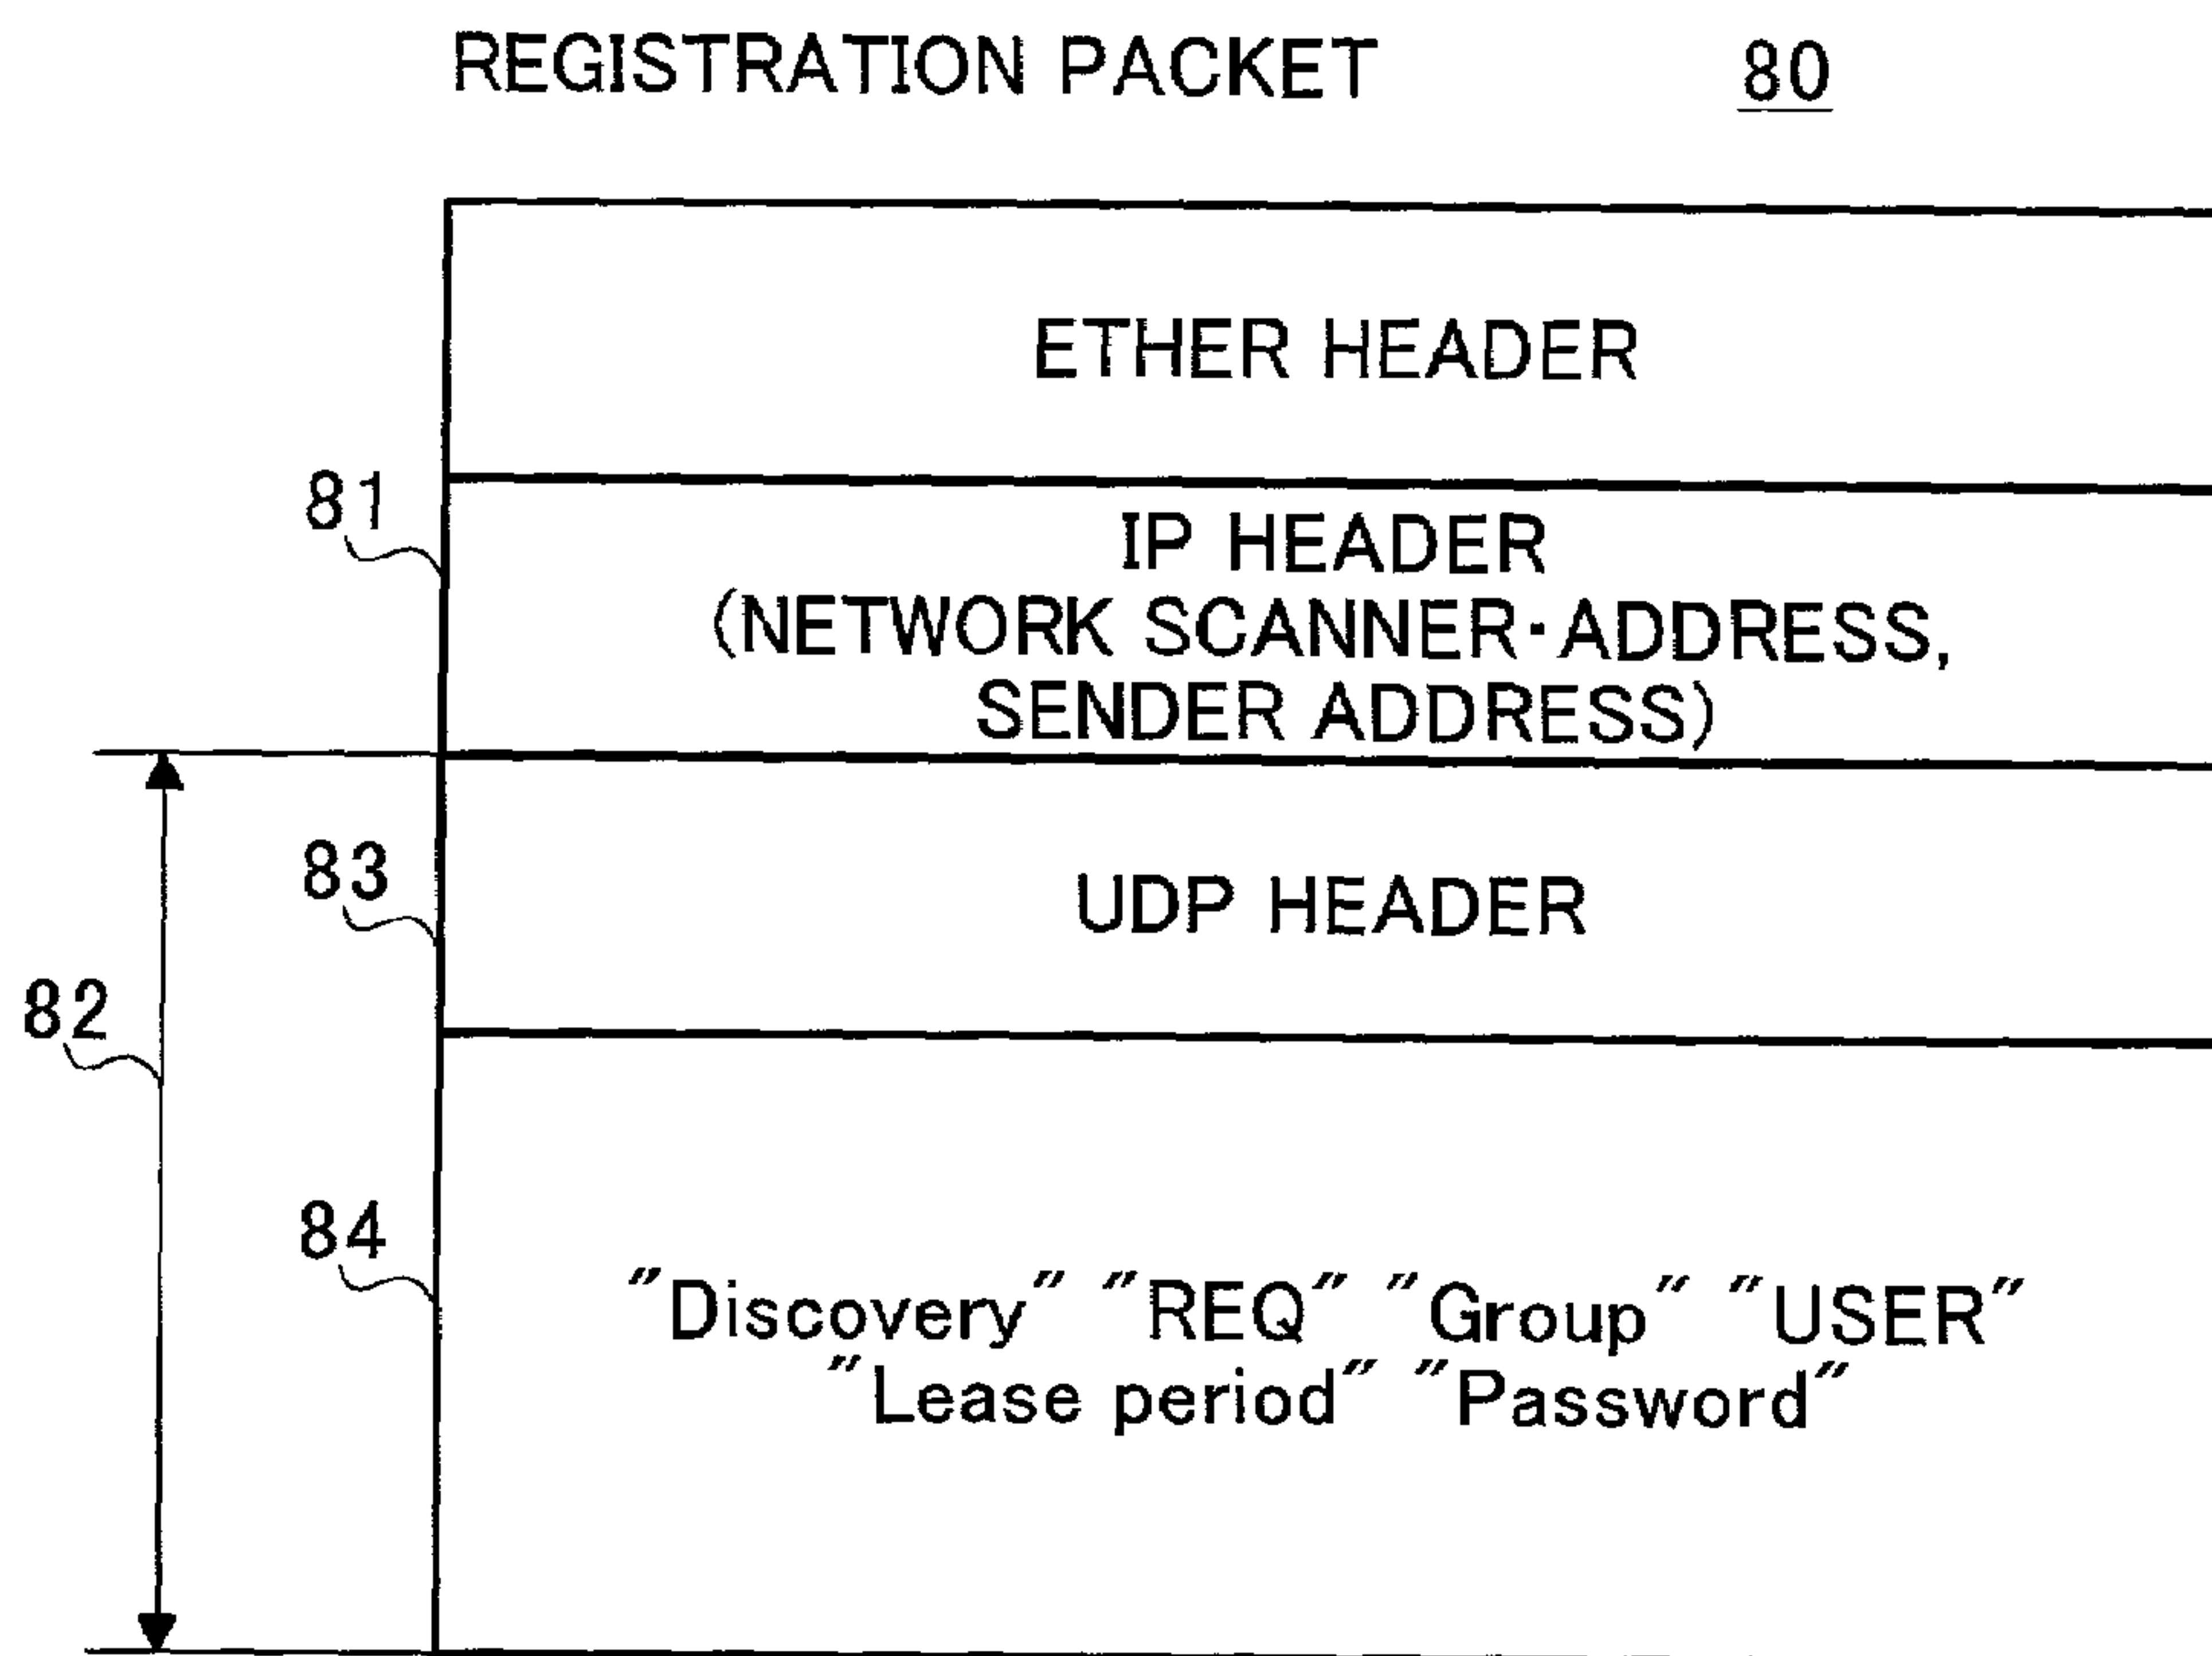 REGISTRATION PACKET 80
ETHER HEADER
81
IP HEADER
(NETWORK SCANNER·ADDRESS,
SENDER ADDRESS)
83
UDP HEADER
82
84
"Discovery" "REQ" "Group" "USER"
"Lease period" "Password"